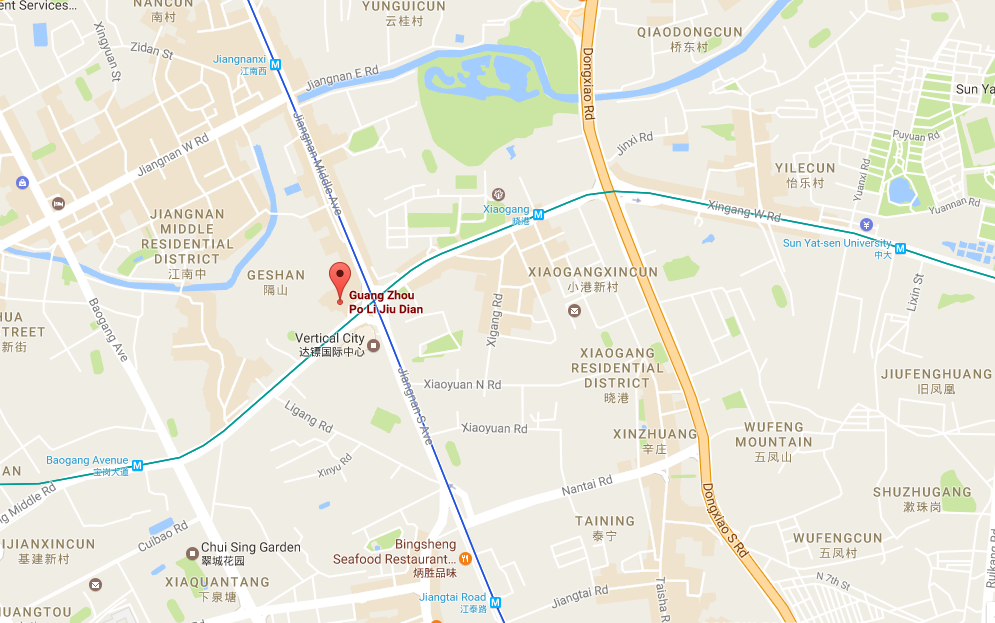 ent Services...
NANCUN
南村
YUNGUICUN
云桂村
QIAODONGCUN
桥东村
Xingyuan St
Zidan St
Jiangnanxi
江南西
Jiangnan E Rd
Dongxiao Rd
Sun Ya
Jiangnan W Rd
Jiangnan Middle Ave
Jinxi Rd
Puyuan Rd
YILECUN
怡乐村
Yuanxi Rd
Yuannan Rd
Xiaogang
晓港
Xingang W Rd
JIANGNAN
MIDDLE
RESIDENTIAL
DISTRICT
江南中
Sun Yat-sen University
中大
GESHAN
隔山
XIAOGANGXINCUN
小港新村
Lixin St
Guang Zhou
Po Li Jiu Dian
Baogang Ave
HUA
STREET
新街
Xigang Rd
Vertical City
达镖国际中心
XIAOGANG
RESIDENTIAL
DISTRICT
晓港
Jiangnan S Ave
Xiaoyuan N Rd
JIUFENGHUANG
旧凤凰
Ligang Rd
Xiaoyuan Rd
XINZHUANG
辛庄
WUFENG
MOUNTAIN
五凤山
Baogang Avenue
宝岗大道
AN
Xinyu Rd
ng Middle Rd
Nantai Rd
Dongxiao S Rd
SHUZHUGANG
漱珠岗
Cuibao Rd
TAINING
泰宁
IJIANXINCUN
基建新村
Chui Sing Garden
翠城花园
Bingsheng
Seafood Restaurant...
炳胜品味
WUFENGCUN
五凤村
XIAQUANTANG
下泉塘
N 7th St
Ruikang Rd
Jiangtai Road
江泰路
Jiangtai Rd
Taisha R
HUANGTOU